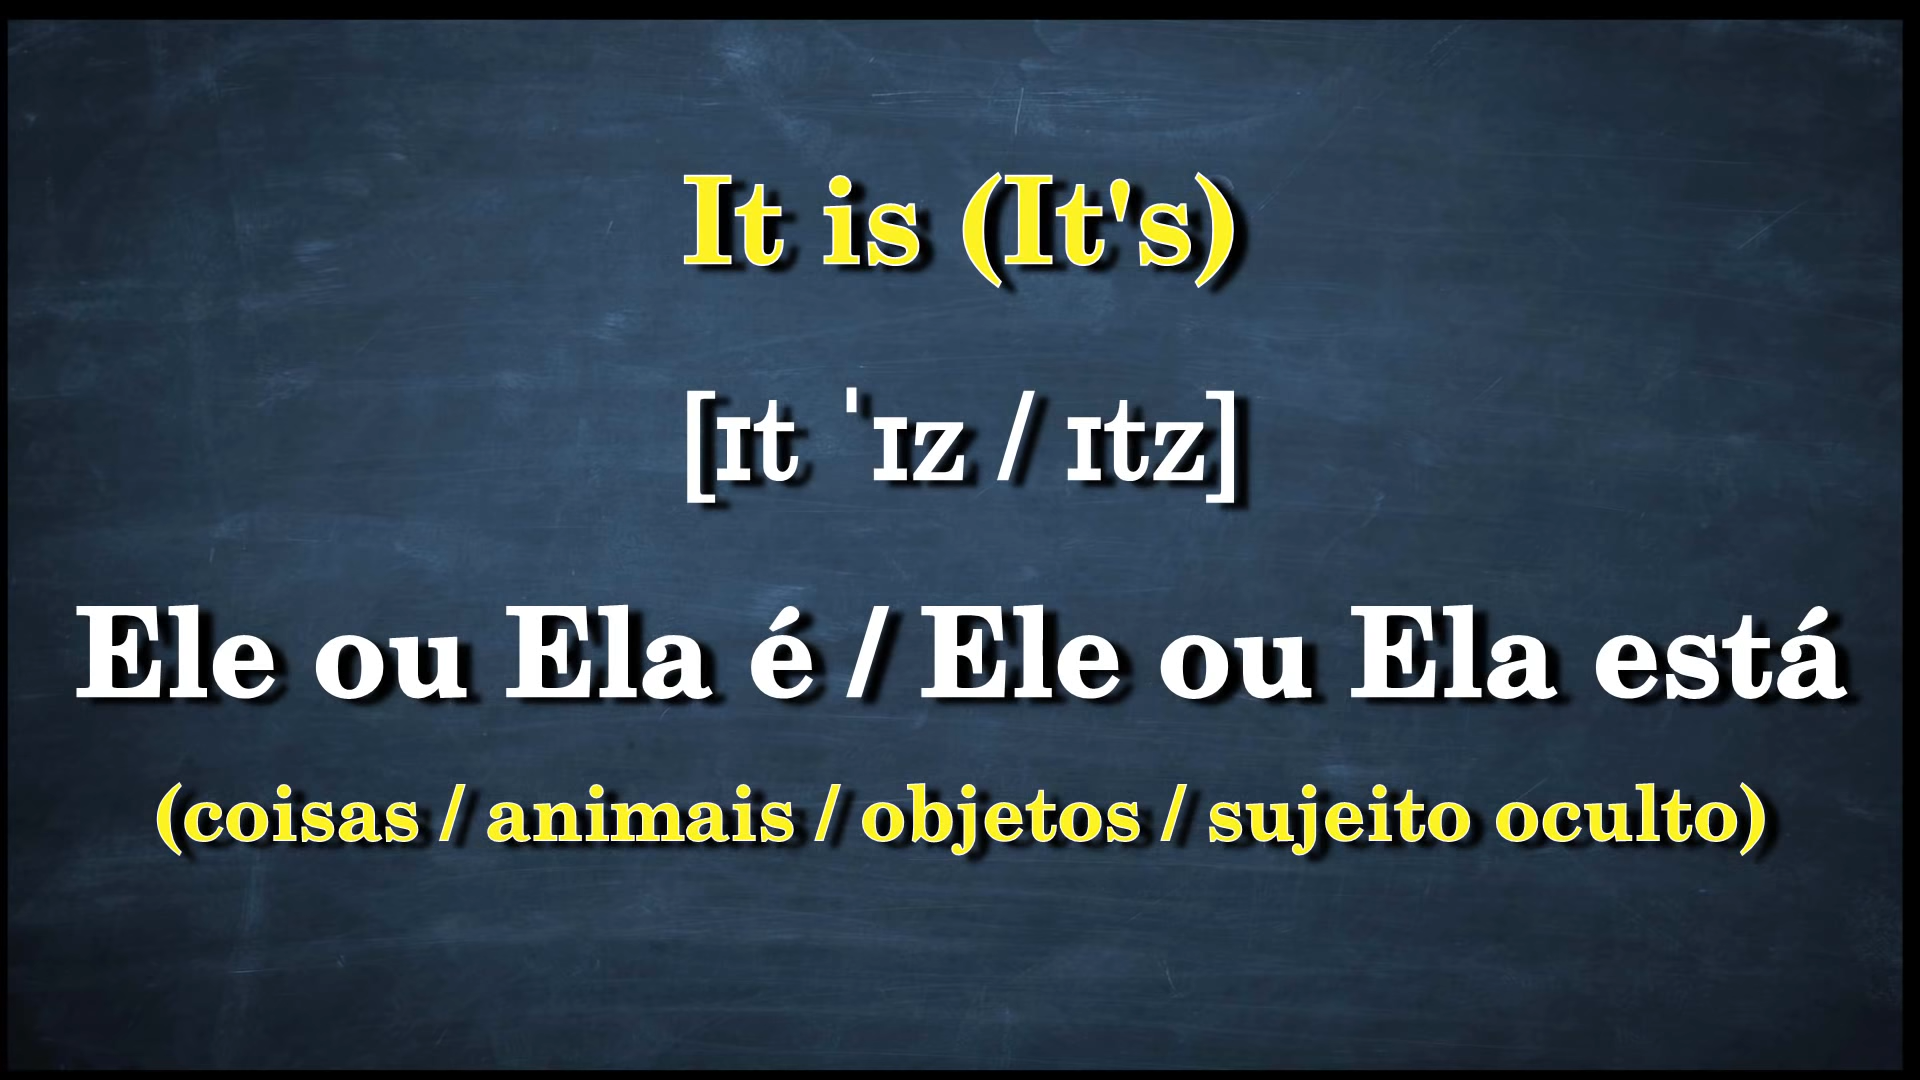 It is (It's)
[ɪt ˈɪz / ɪtz]
Ele ou Ela é / Ele ou Ela está
(coisas / animais / objetos / sujeito oculto)